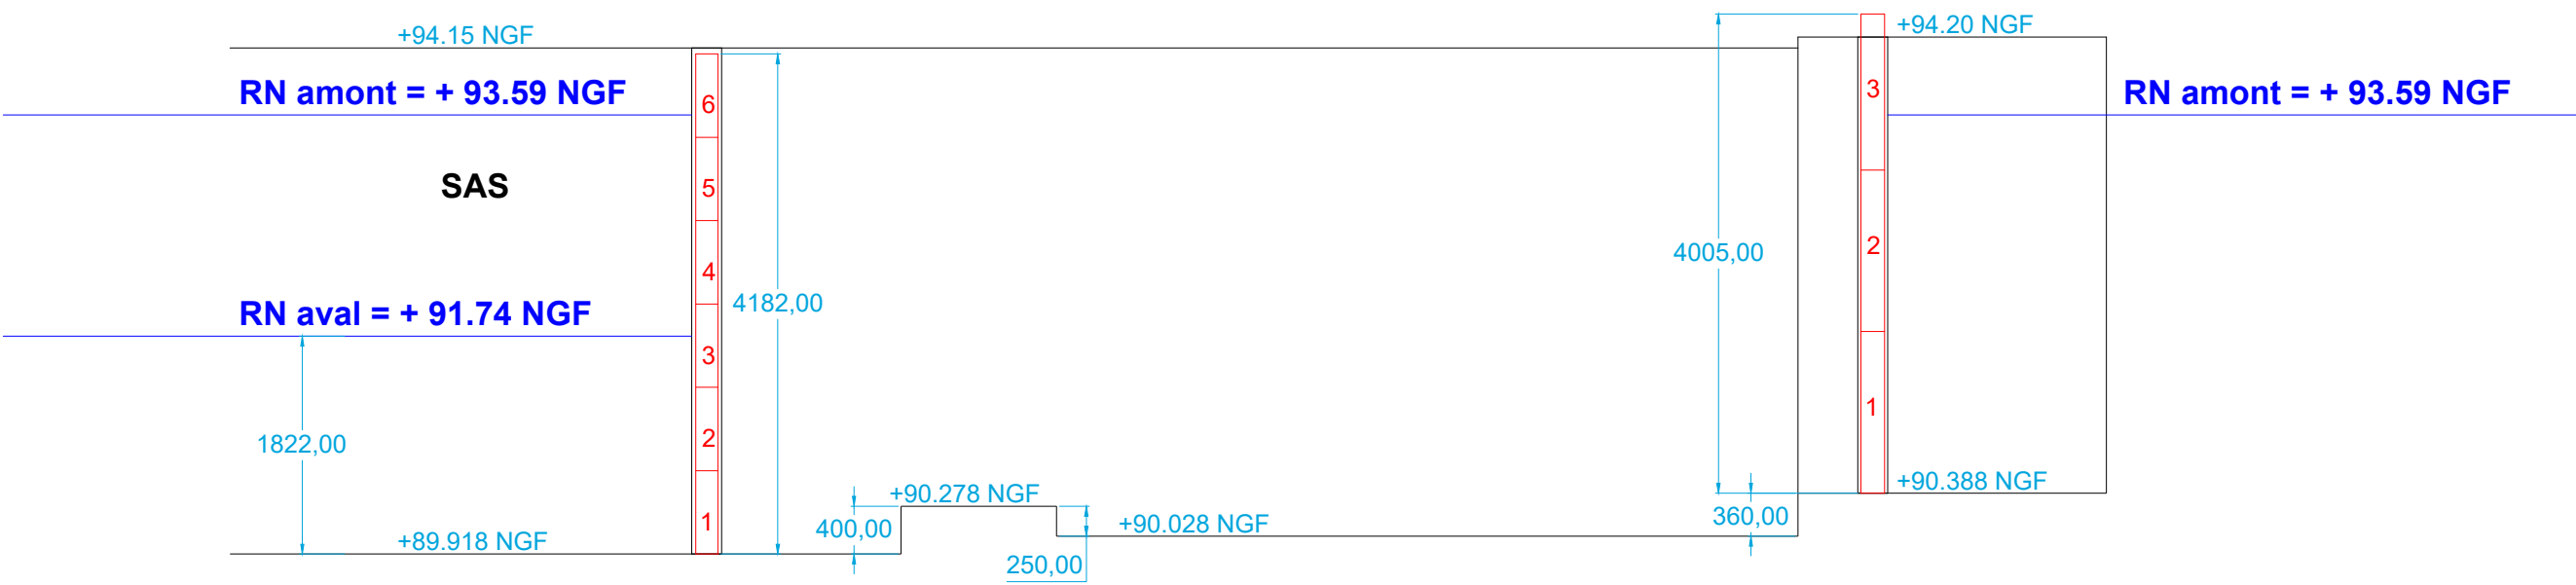 +94.15 NGF
+94.20 NGF
RN amont = + 93.59 NGF
RN amont = + 93.59 NGF
6
3
SAS
5
2
4
4005,00
4182,00
RN aval = + 91.74 NGF
3
1
2
1822,00
+90.278 NGF
+90.388 NGF
1
400,00
+90.028 NGF
360,00
+89.918 NGF
250,00